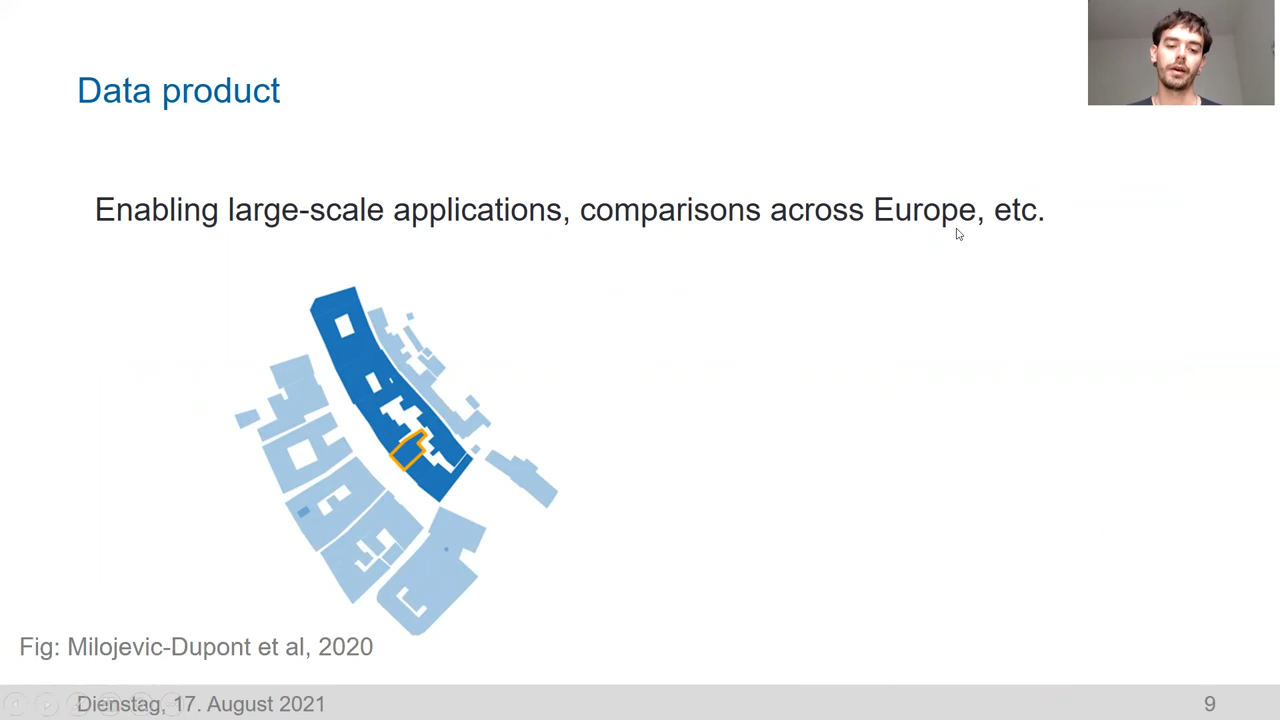 Data product
Enabling large-scale applications, comparisons across Europe, etc.
Fig: Milojevic-Dupont et al, 2020
Dienstag, 17. August 2021
9